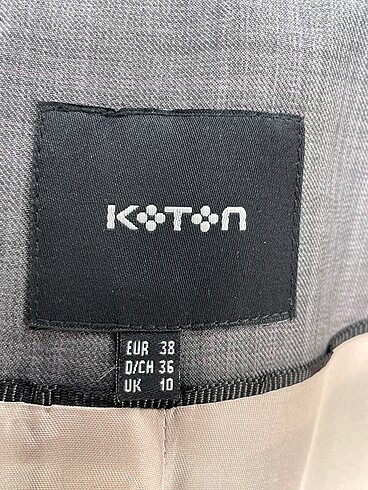 KOTON
EUR 38
D/CH 36
UK 10